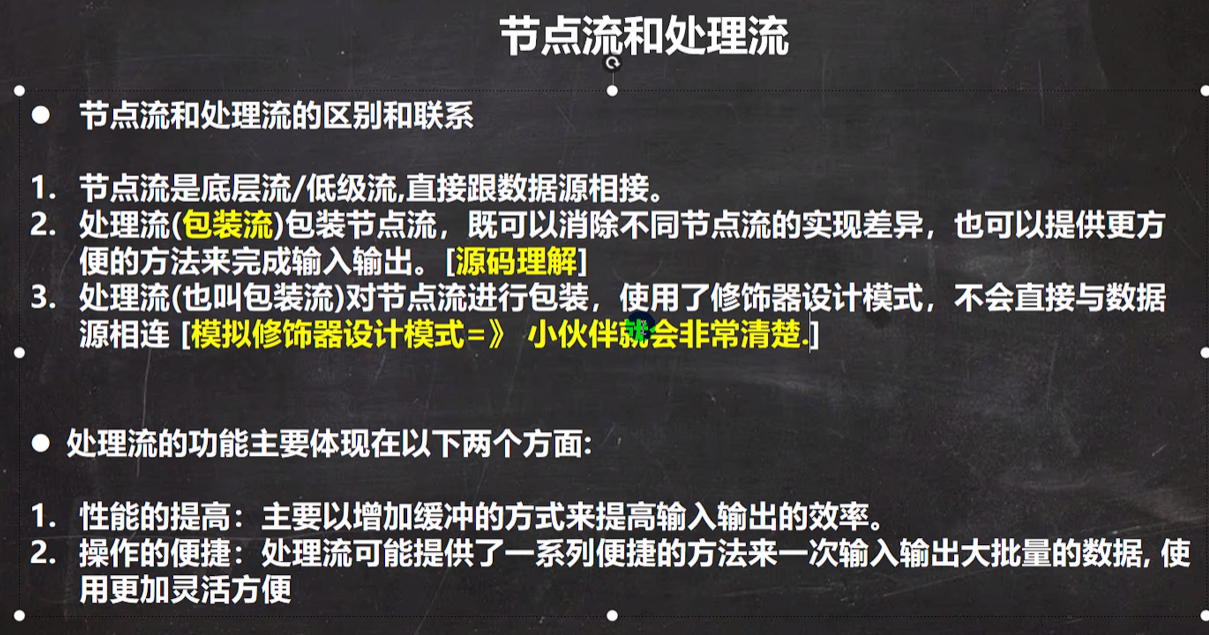 节点流和处理流
● 节点流和处理流的区别和联系
1. 节点流是底层流/低级流,直接跟数据源相接。
2. 处理流(包装流)包装节点流，既可以消除不同节点流的实现差异，也可以提供更方
便的方法来完成输入输出。[源码理解]
3. 处理流(也叫包装流)对节点流进行包装，使用了修饰器设计模式，不会直接与数据
源相连 [模拟修饰器设计模式=》 小伙伴就会非常清楚.]
● 处理流的功能主要体现在以下两个方面:
1. 性能的提高：主要以增加缓冲的方式来提高输入输出的效率。
2. 操作的便捷：处理流可能提供了一系列便捷的方法来一次输入输出大批量的数据, 使
用更加灵活方便